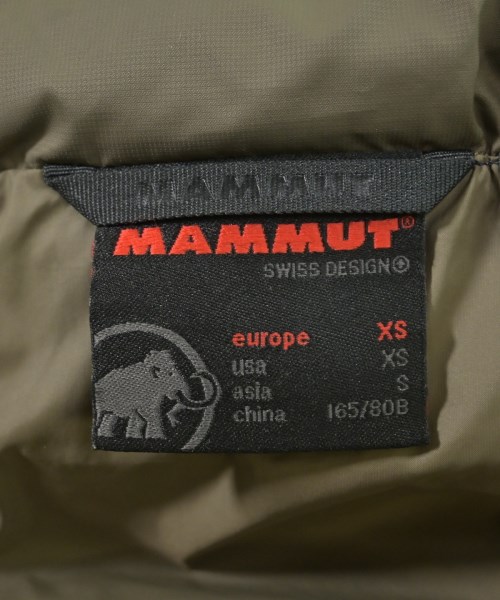 MAMMUT
MAMMUT®
SWISS DESIGN
europe XS
usa XS
asia S
china 165/80B